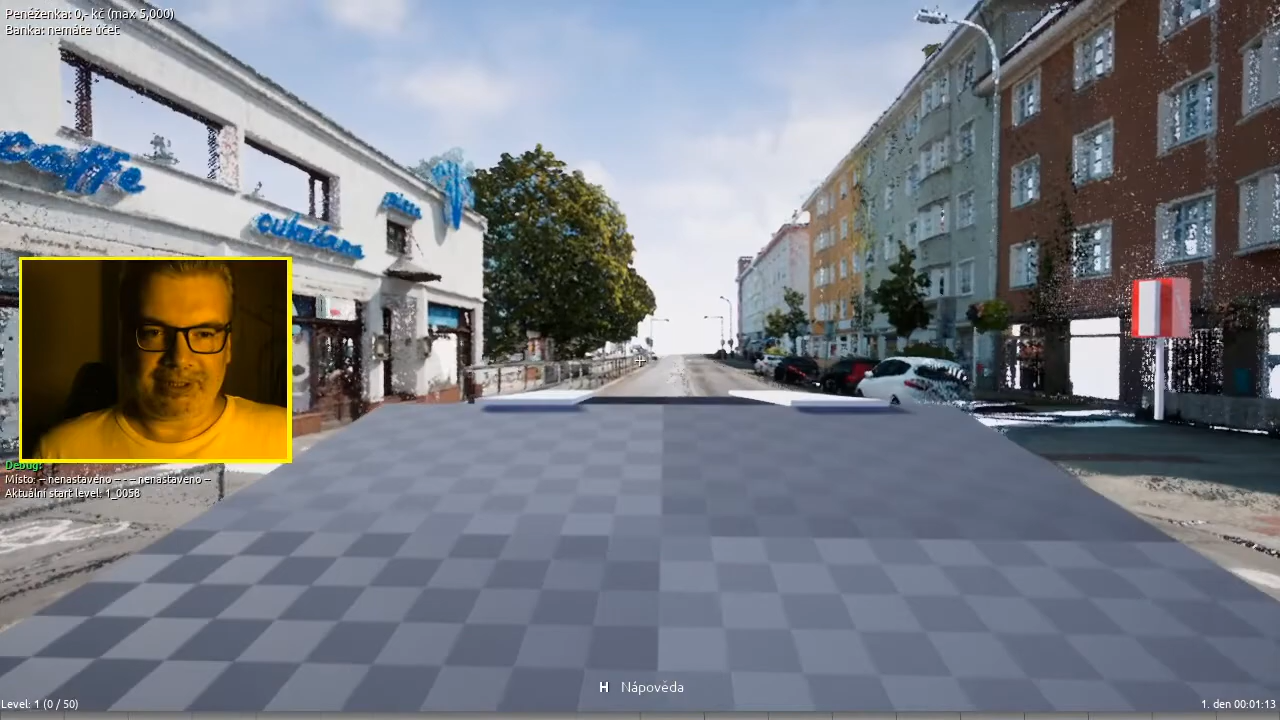 Peněženka: 0,- kč (max 5,000)
Banka: nemáte účet
caffe
cukrárna
Debug:
Místo: -- nenastaveno -- - -- nenastaveno --
Aktuální start level: 1_0058
H Nápověda
Level: 1 (0 / 50)
1. den 00:01:13